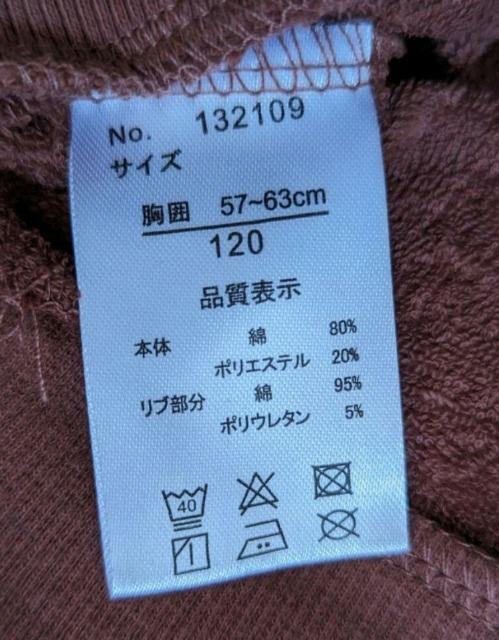 No. 132109
サイズ
胸囲 57~63cm
120
品質表示
本体 綿 80%
ポリエステル 20%
リブ部分 綿 95%
ポリウレタン 5%
40